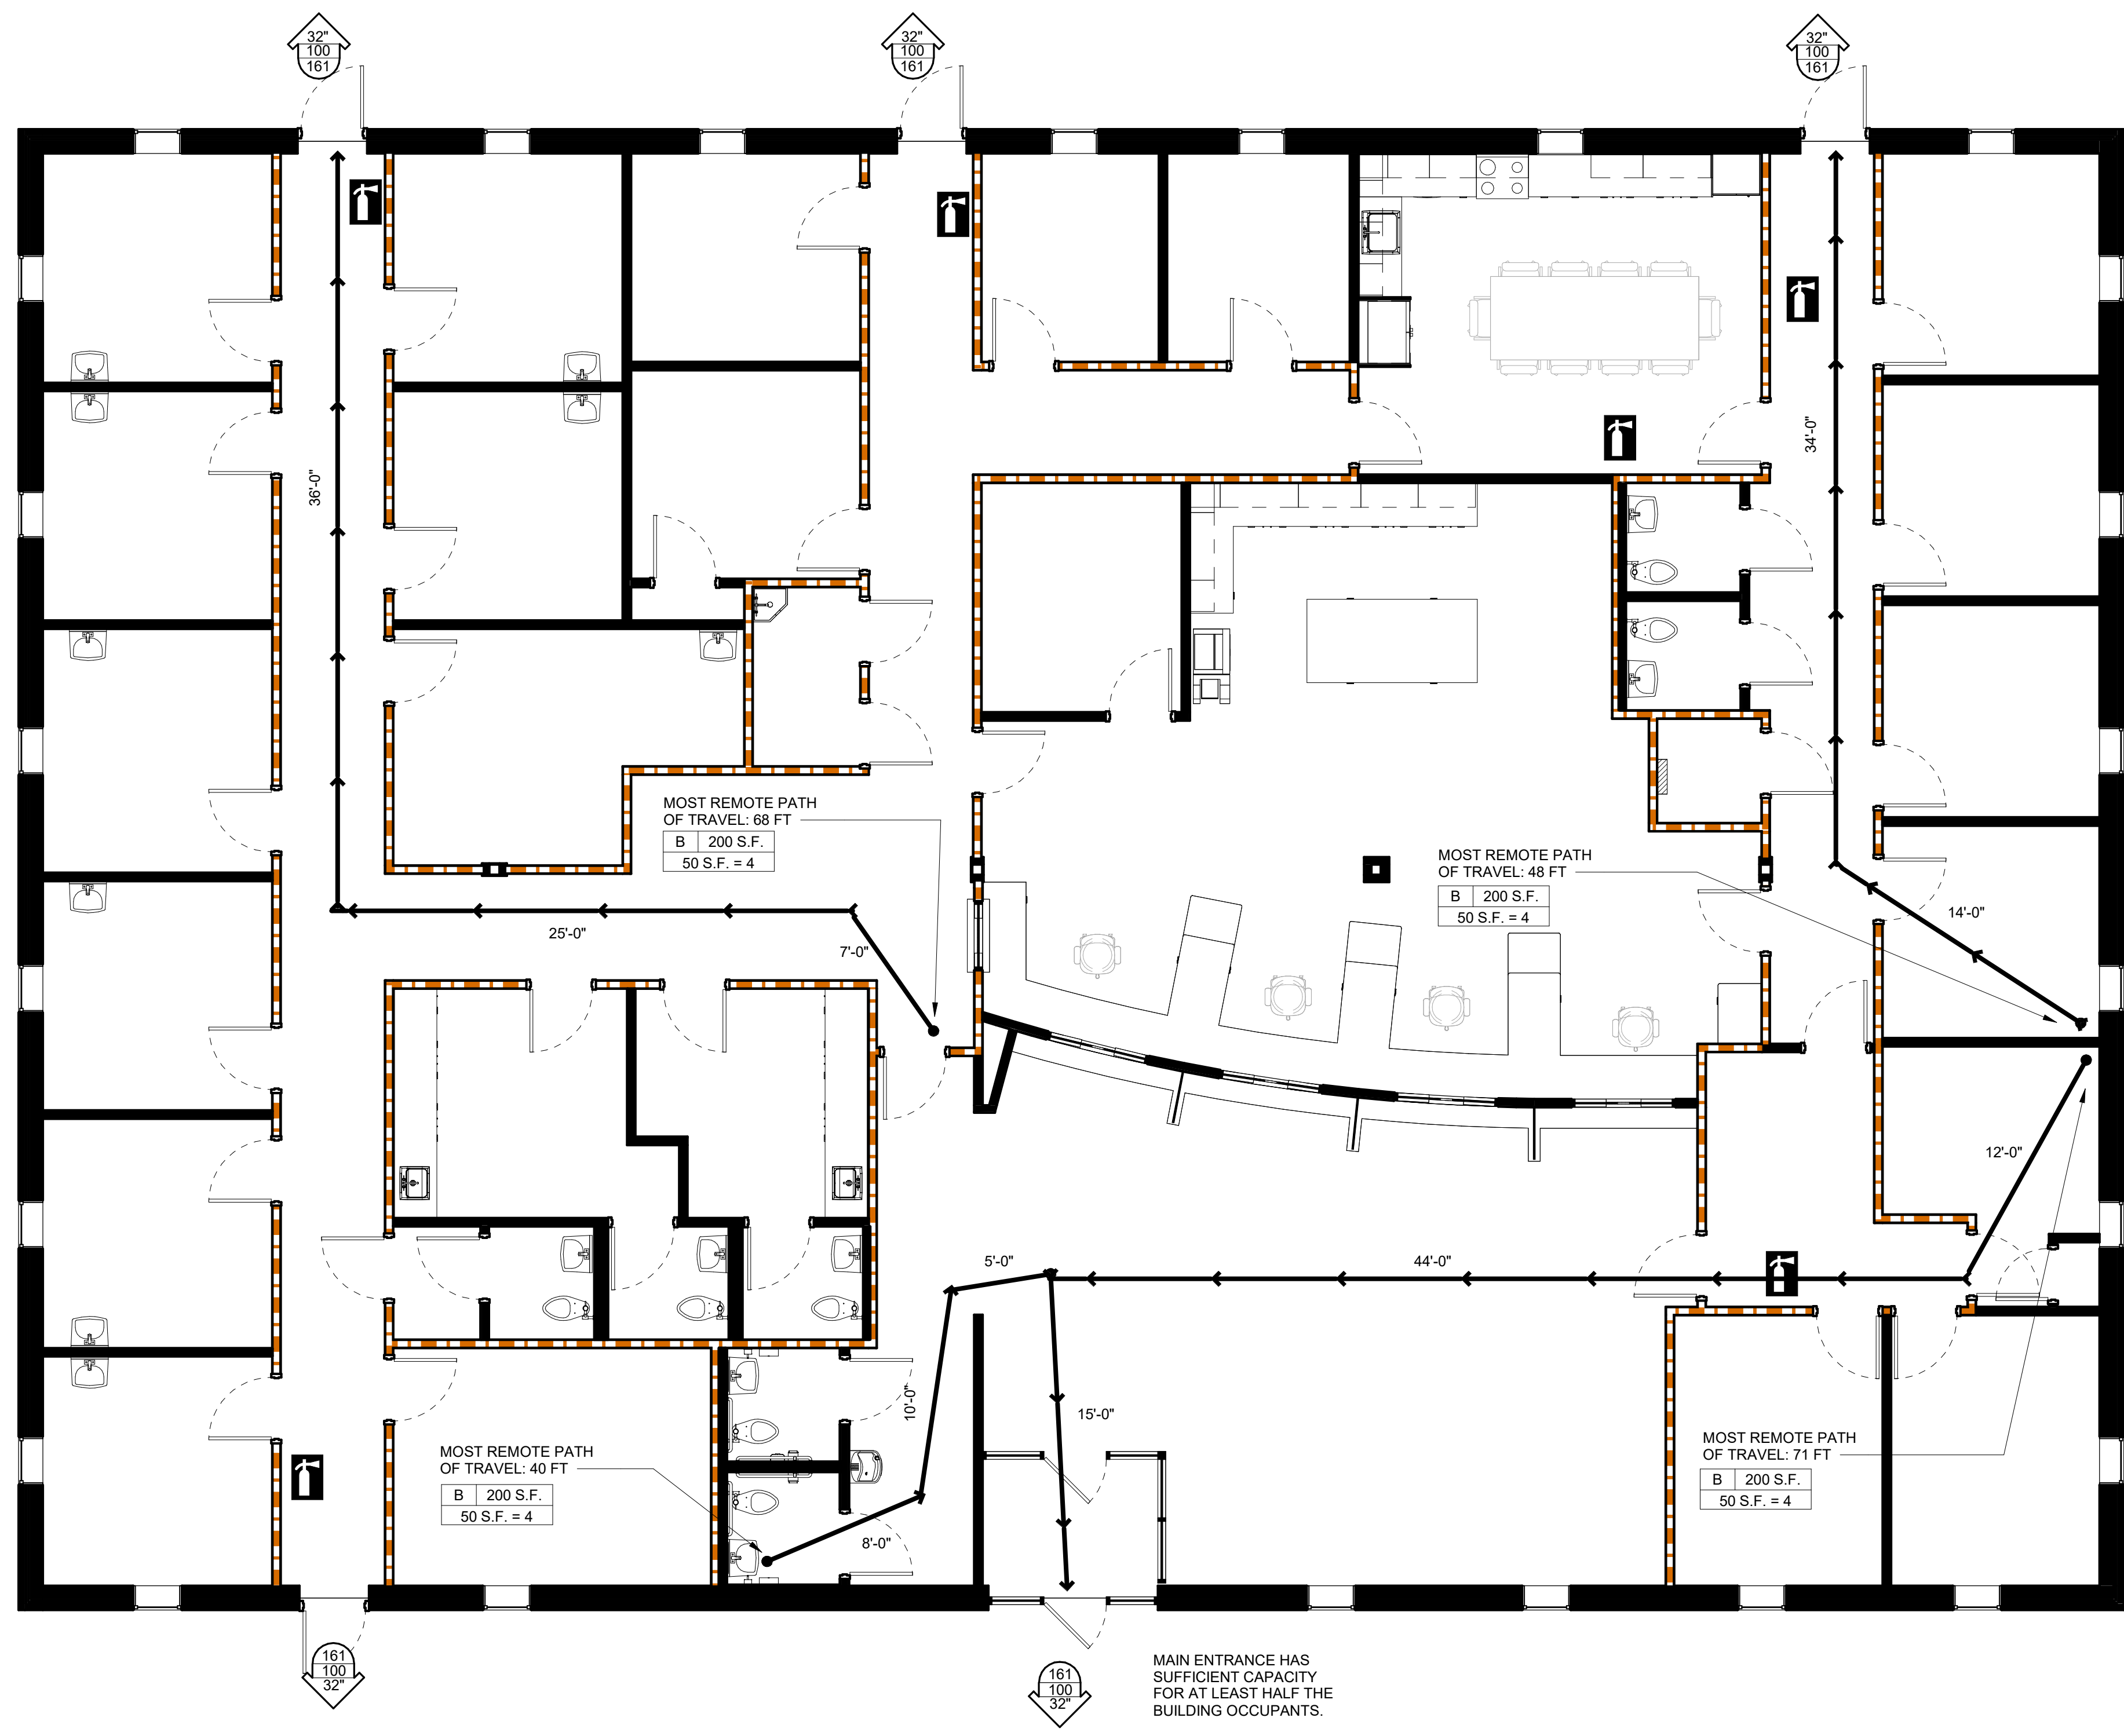 32"
100
161
32"
100
161
32"
100
161
36'-0"
34'-0"
MOST REMOTE PATH
OF TRAVEL: 68 FT
B 200 S.F.
50 S.F. = 4
MOST REMOTE PATH
OF TRAVEL: 48 FT
B 200 S.F.
50 S.F. = 4
25'-0"
7'-0"
14'-0"
12'-0"
5'-0"
44'-0"
10'-0"
15'-0"
MOST REMOTE PATH
OF TRAVEL: 40 FT
B 200 S.F.
50 S.F. = 4
8'-0"
MOST REMOTE PATH
OF TRAVEL: 71 FT
B 200 S.F.
50 S.F. = 4
161
100
32"
161
100
32"
MAIN ENTRANCE HAS
SUFFICIENT CAPACITY
FOR AT LEAST HALF THE
BUILDING OCCUPANTS.